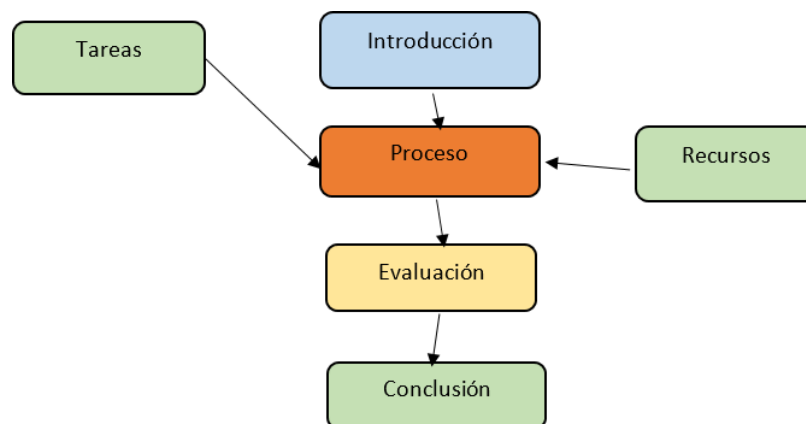 Tareas
Introducción
Proceso
Recursos
Evaluación
Conclusión